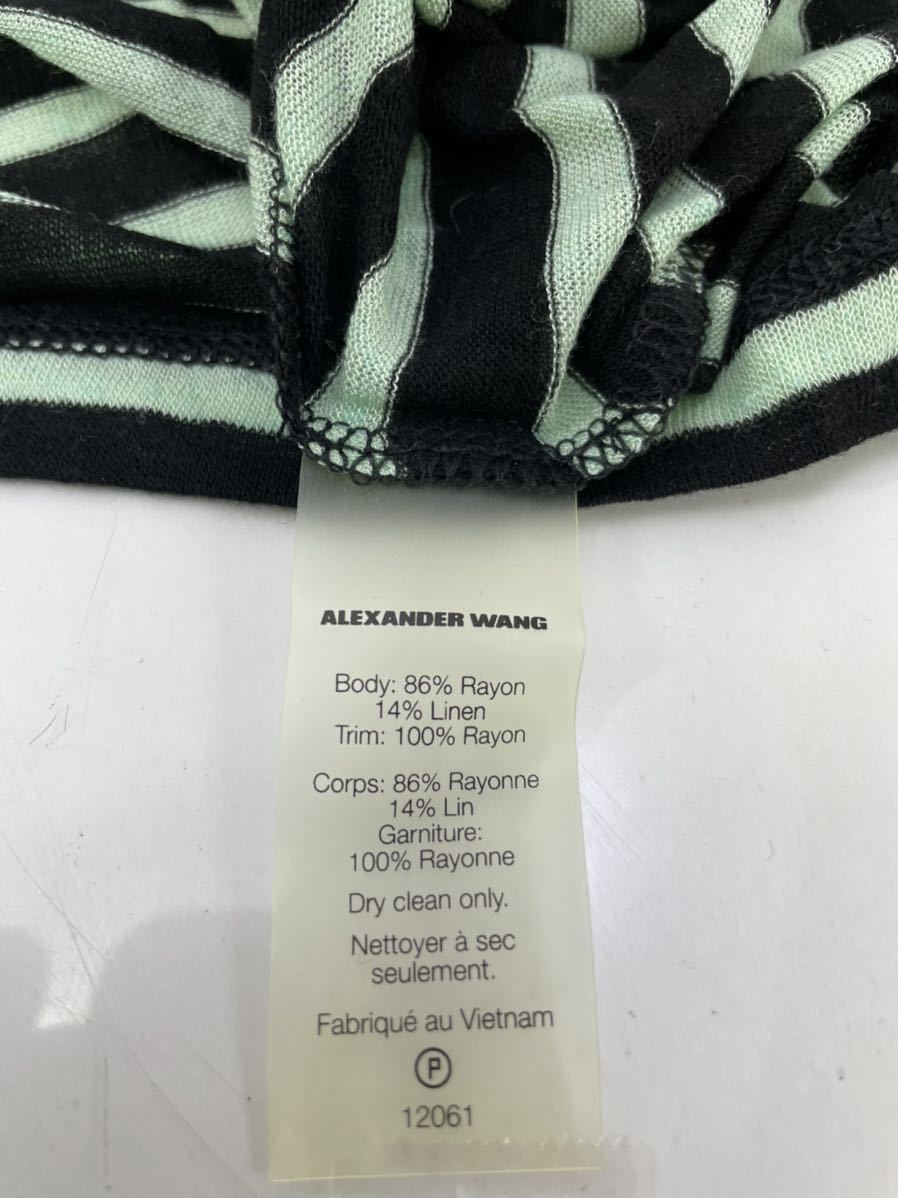 ALEXANDER WANG
Body: 86% Rayon
14% Linen
Trim: 100% Rayon
Corps: 86% Rayonne
14% Lin
Garniture:
100% Rayonne
Dry clean only.
Nettoyer à sec
seulement.
Fabriqué au Vietnam
P
12061